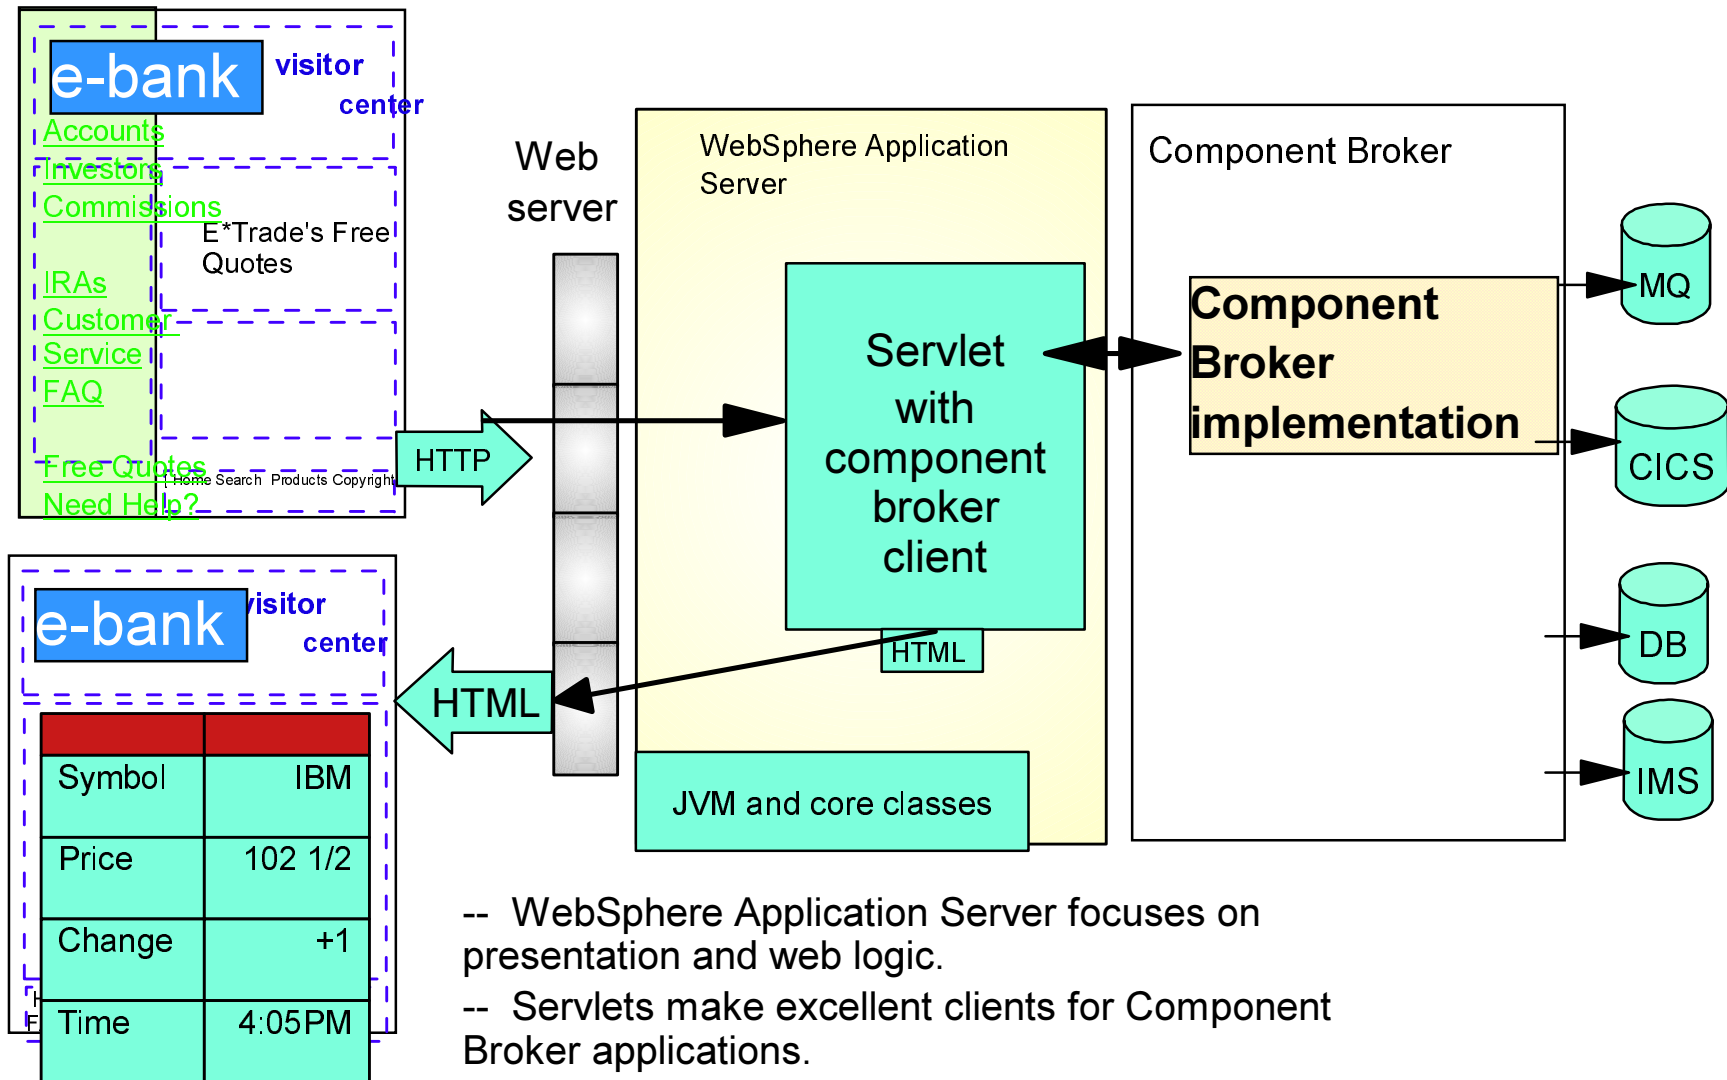 e-bank
visitor
center
Accounts
Investors
Commissions
E*Trade's Free
Quotes
IRAs
Customer
Service
FAQ
Free Quotes
Need Help?
[ Home Search  Products Copyright
HTTP
Web
server
WebSphere Application
Server
Servlet
with
component
broker
client
HTML
JVM and core classes
Component Broker
Component
Broker
implementation
MQ
CICS
DB
IMS
e-bank
visitor
center
HTML
Symbol IBM
Price 102 1/2
Change +1
Time 4:05PM
-- WebSphere Application Server focuses on
presentation and web logic.
-- Servlets make excellent clients for Component
Broker applications.